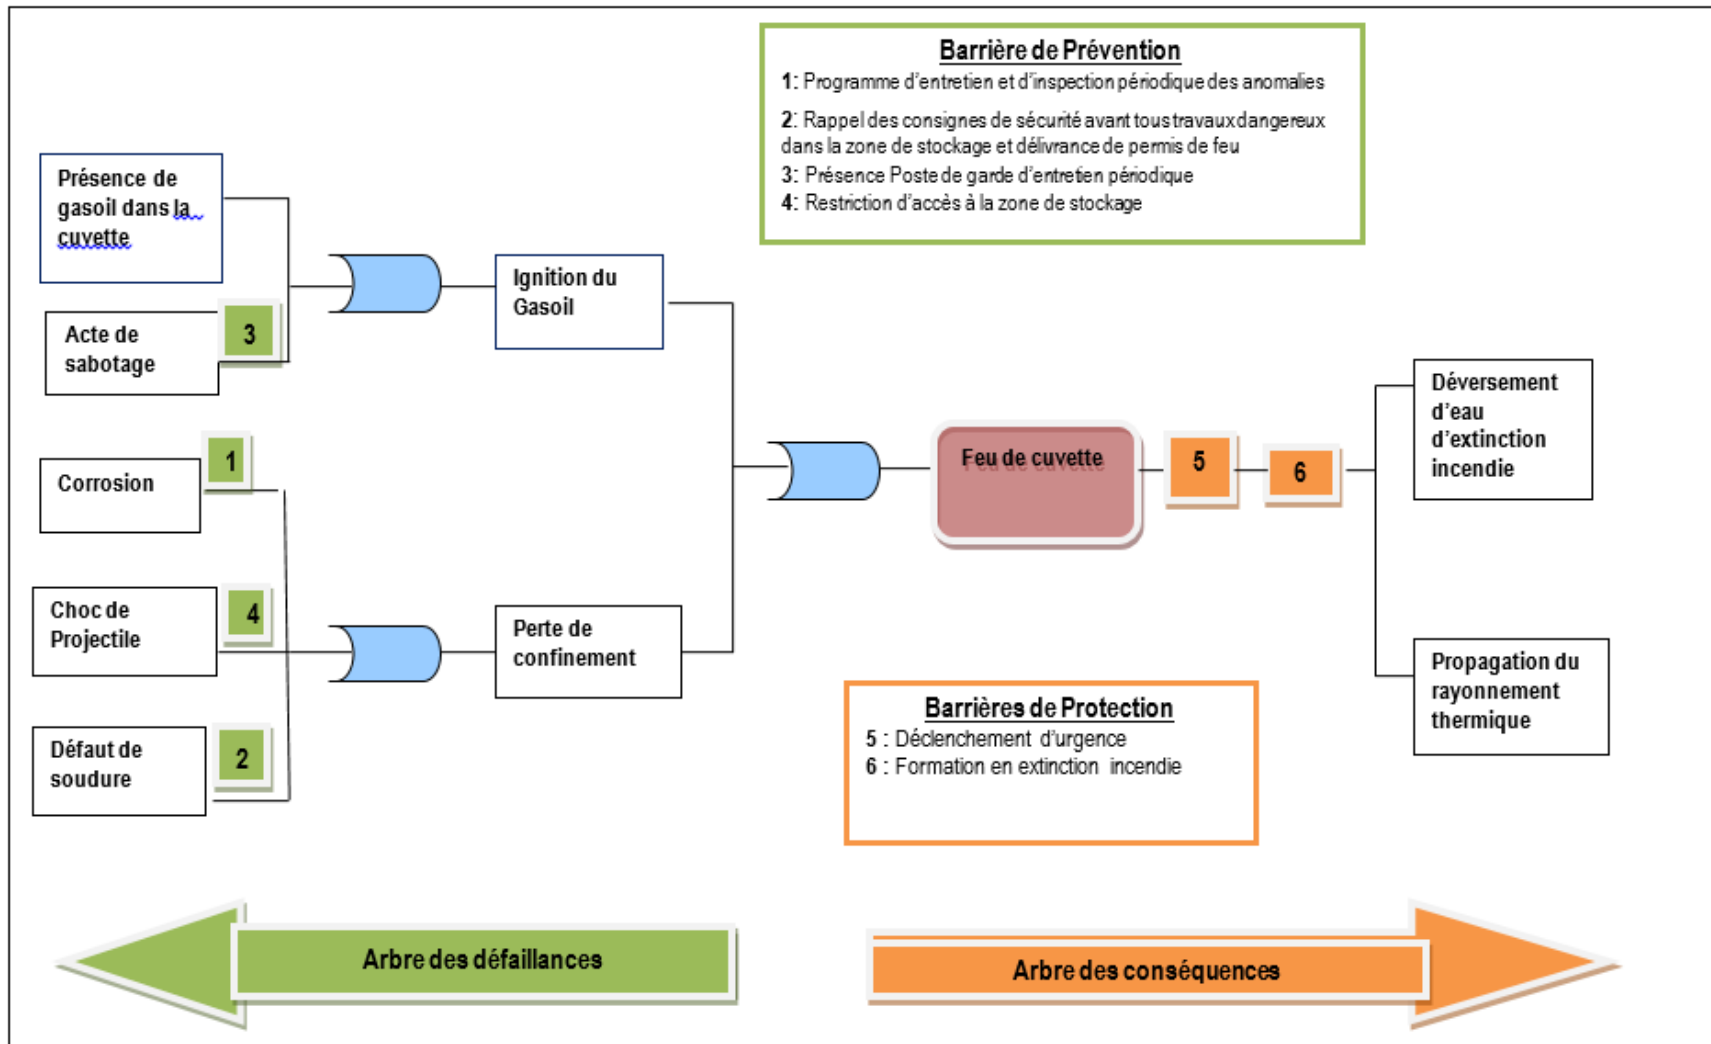 Barrière de Prévention
1: Programme d'entretien et d'inspection périodique des anomalies
2: Rappel des consignes de sécurité avant tous travaux dangereux
dans la zone de stockage et délivrance de permis de feu
3: Présence Poste de garde d'entretien périodique
4: Restriction d'accès à la zone de stockage
Présence de
gasoil dans la
cuvette
Acte de
sabotage
3
Ignition du
Gasoil
Corrosion
1
Choc de
Projectile
4
Défaut de
soudure
2
Perte de
confinement
Feu de cuvette
5
6
Déversement
d'eau
d'extinction
incendie
Propagation du
rayonnement
thermique
Barrières de Protection
5 : Déclenchement d'urgence
6 : Formation en extinction incendie
Arbre des défaillances
Arbre des conséquences